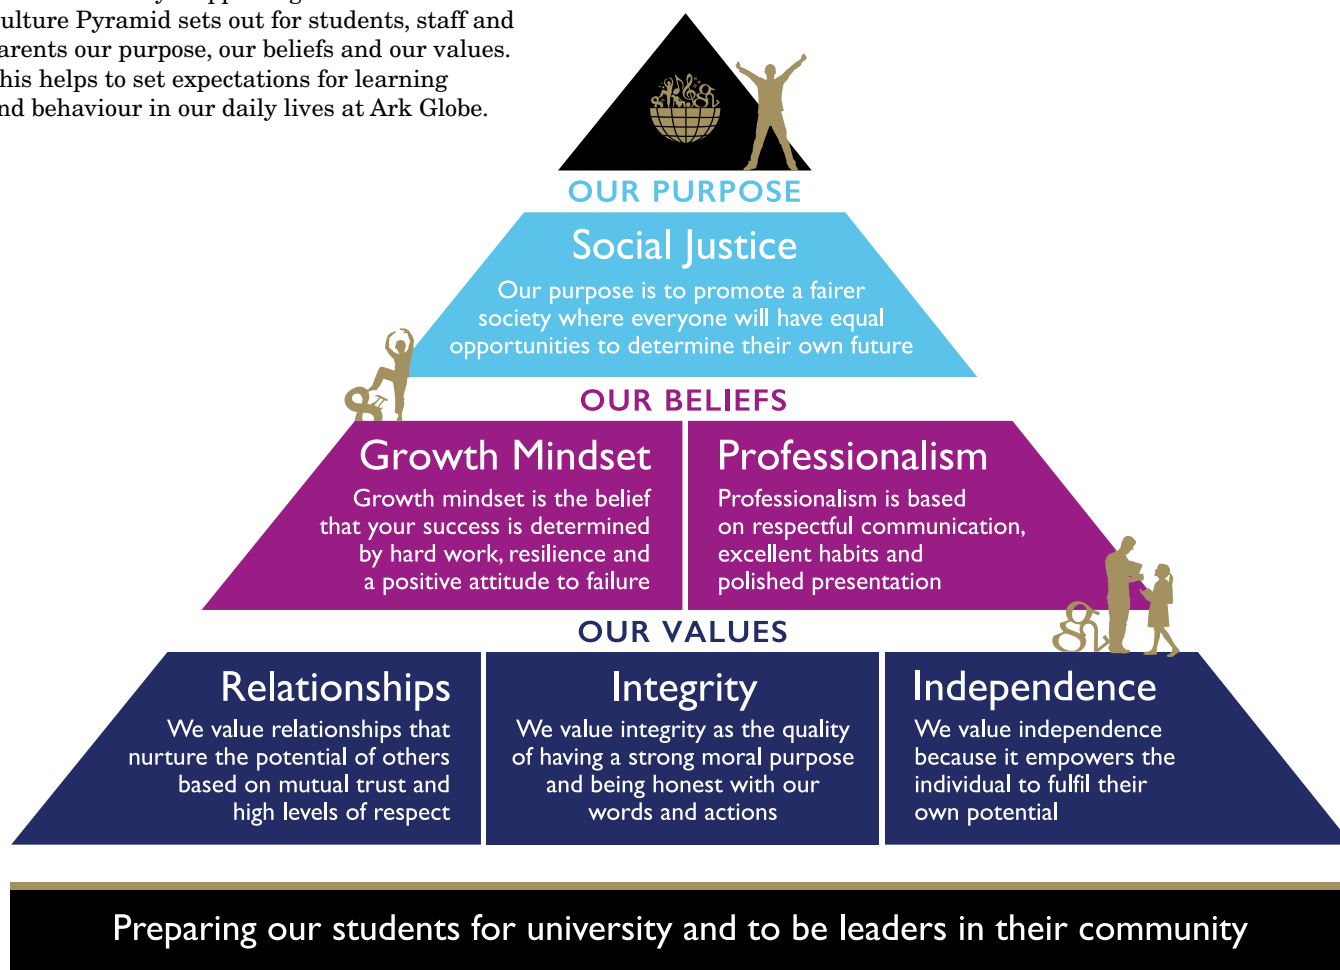 ulture Pyramid sets out for students, staff and
arents our purpose, our beliefs and our values.
his helps to set expectations for learning
nd behaviour in our daily lives at Ark Globe.
OUR PURPOSE
Social Justice
Our purpose is to promote a fairer
society where everyone will have equal
opportunities to determine their own future
OUR BELIEFS
Growth Mindset
Growth mindset is the belief
that your success is determined
by hard work, resilience and
a positive attitude to failure
Professionalism
Professionalism is based
on respectful communication,
excellent habits and
polished presentation
OUR VALUES
Relationships
We value relationships that
nurture the potential of others
based on mutual trust and
high levels of respect
Integrity
We value integrity as the quality
of having a strong moral purpose
and being honest with our
words and actions
Independence
We value independence
because it empowers the
individual to fulfil their
own potential
Preparing our students for university and to be leaders in their community